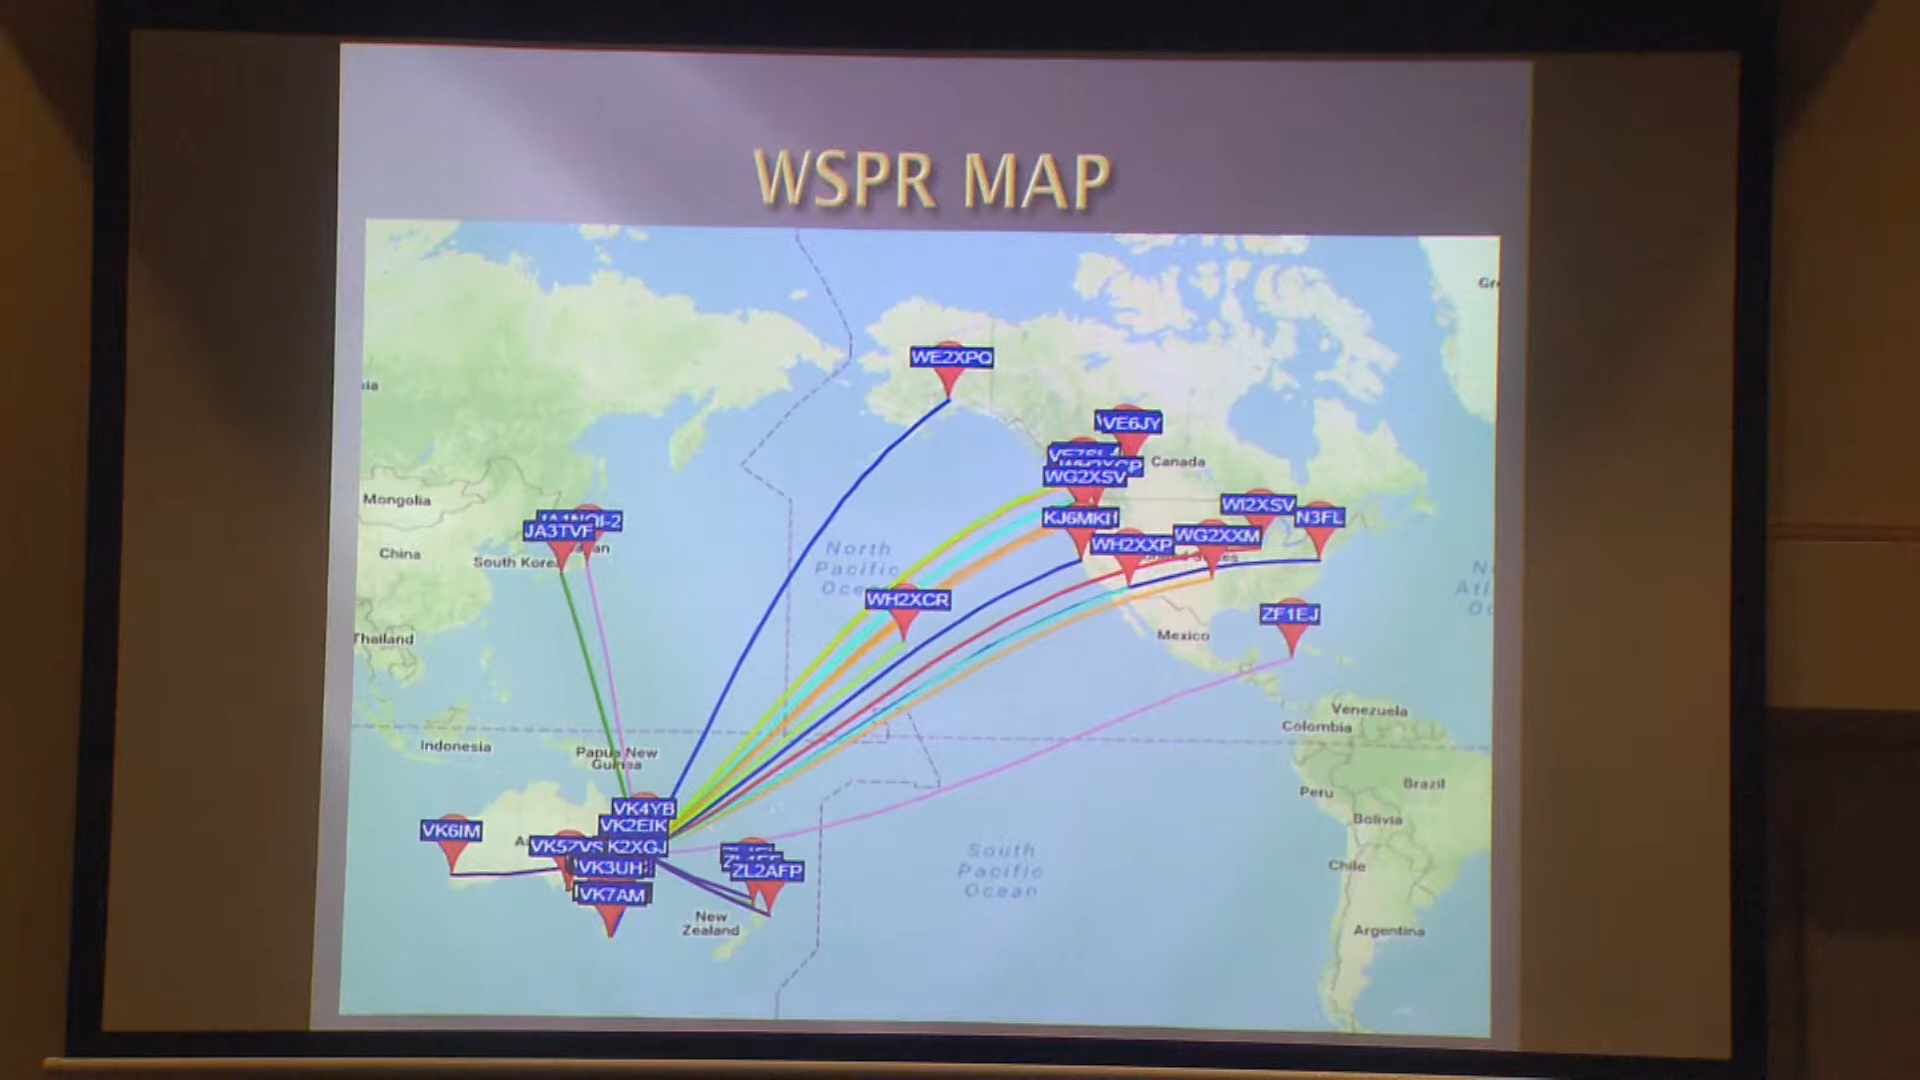 WSPR MAP
WE2XPQ
VE6JY
Canada
WG2XSV
Mongolia
WI2XSV
N3FL
JA3TVF
KJ6MKI
WG2XXM
WH2XXP
China
South Korea
North
Pacific
WH2XCR
ZF1EJ
Thailand
Mexico
Venezuela
Colombia
Indonesia
Papua New
Guinea
Brazil
Peru
VK4YB
Bolivia
VK2EIK
VK6IM
VK5ZVS
K2XGJ
South
Pacific
Ocean
Chile
VK3UH
ZL2AFP
VK7AM
New
Zealand
Argentina